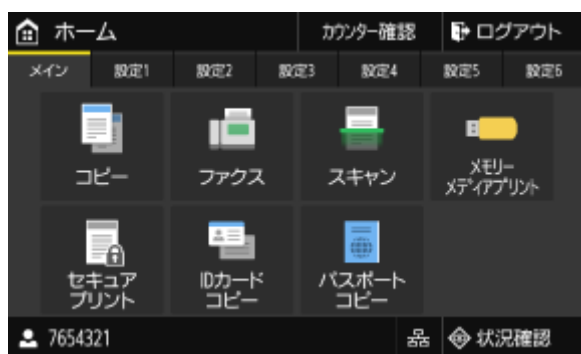 ホーム カウンター確認 ログアウト
メイン 設定1 設定2 設定3 設定4 設定5 設定6
コピー ファクス スキャン メモリー
メディアプリント
セキュア
プリント
IDカード
コピー
パスポート
コピー
7654321 状況確認